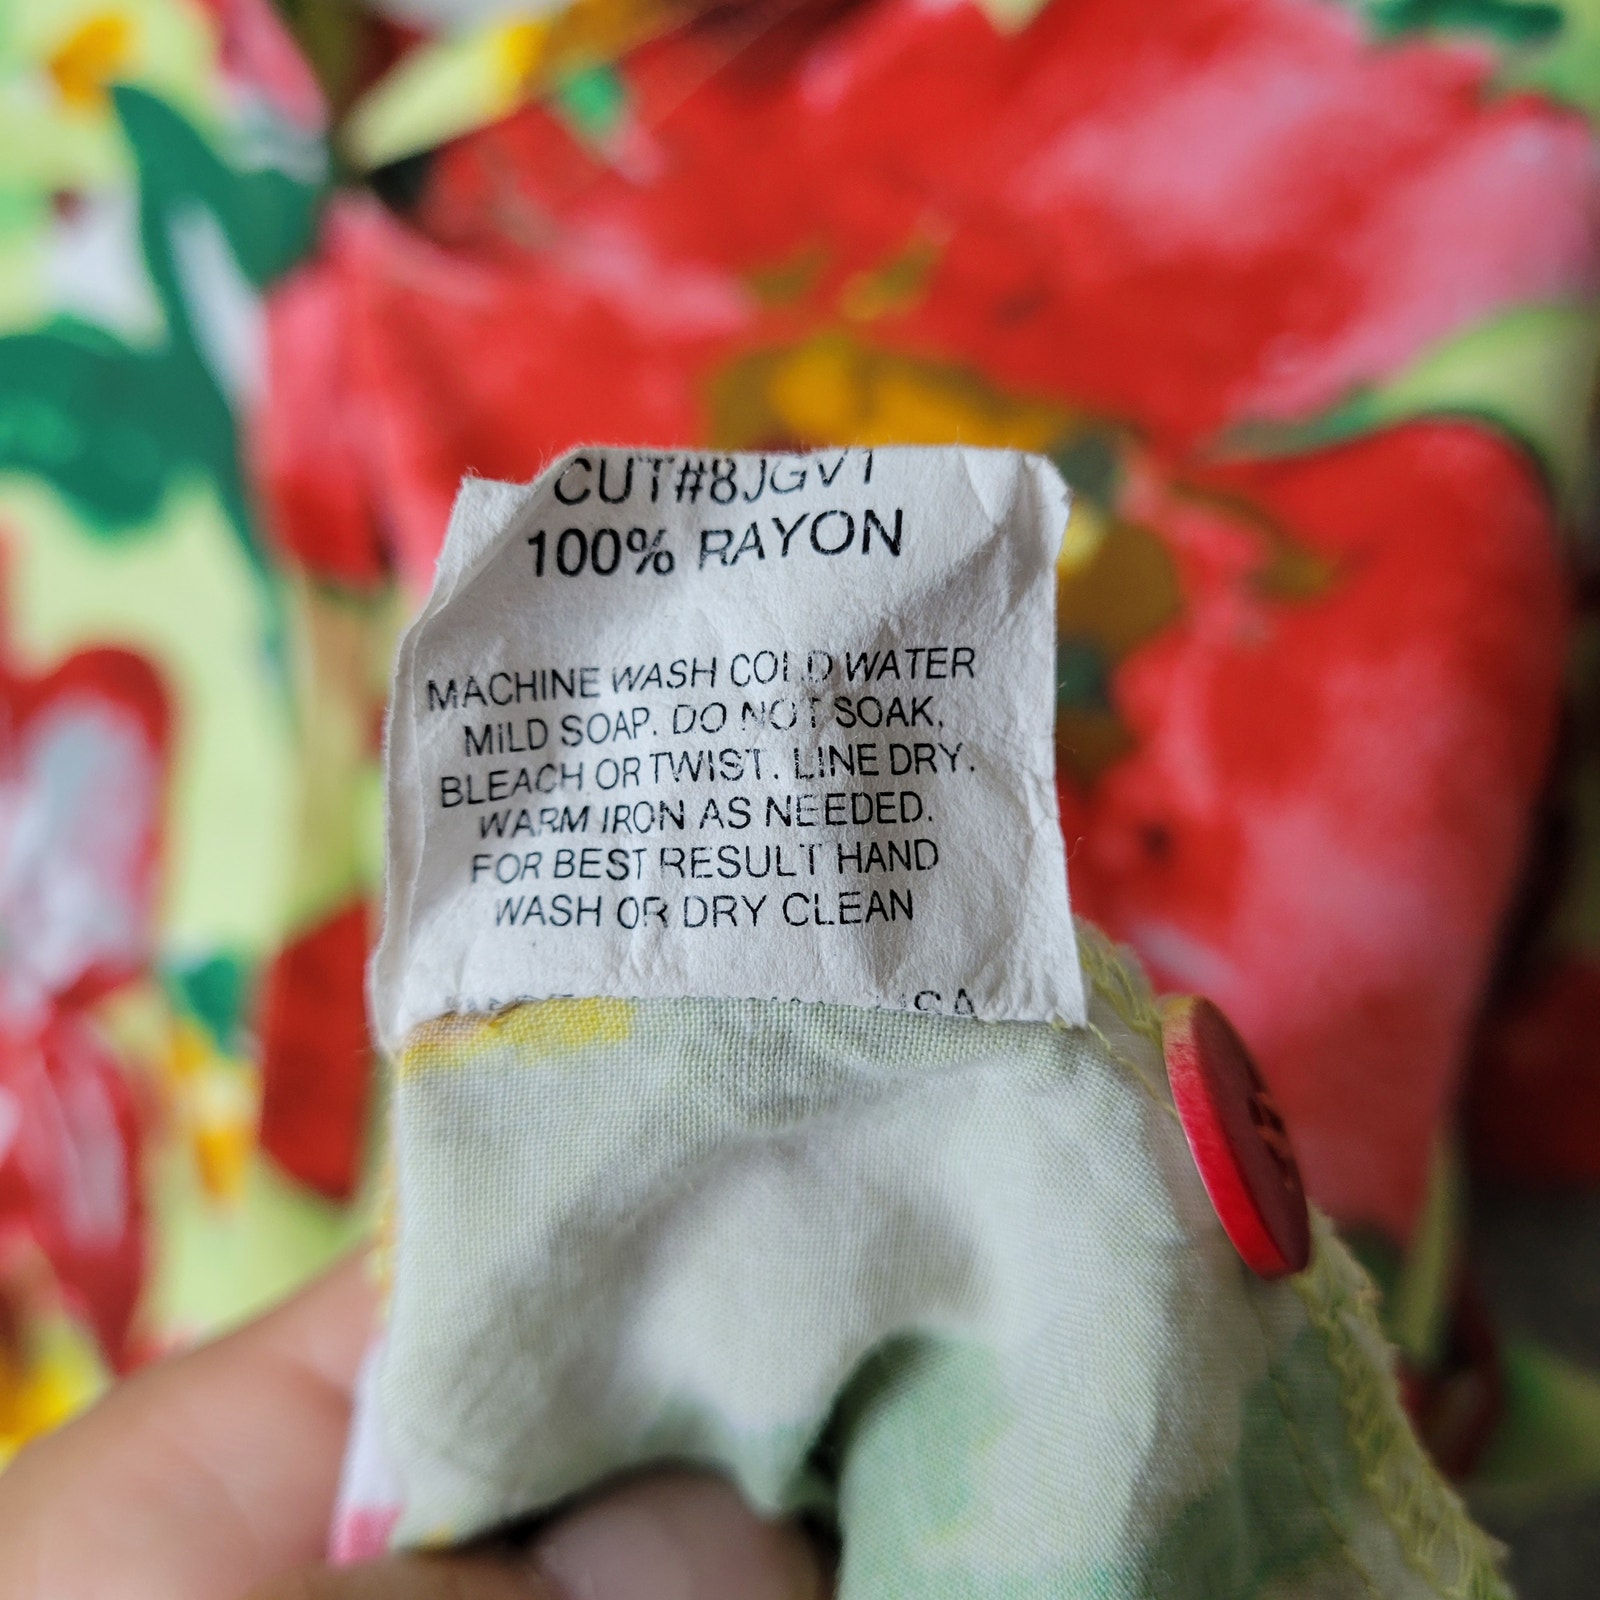 CUT#8JGV1
100% RAYON
MACHINE WASH COLD WATER
MILD SOAP. DO NOT SOAK,
BLEACH OR TWIST. LINE DRY.
WARM IRON AS NEEDED.
FOR BEST RESULT HAND
WASH OR DRY CLEAN
USA